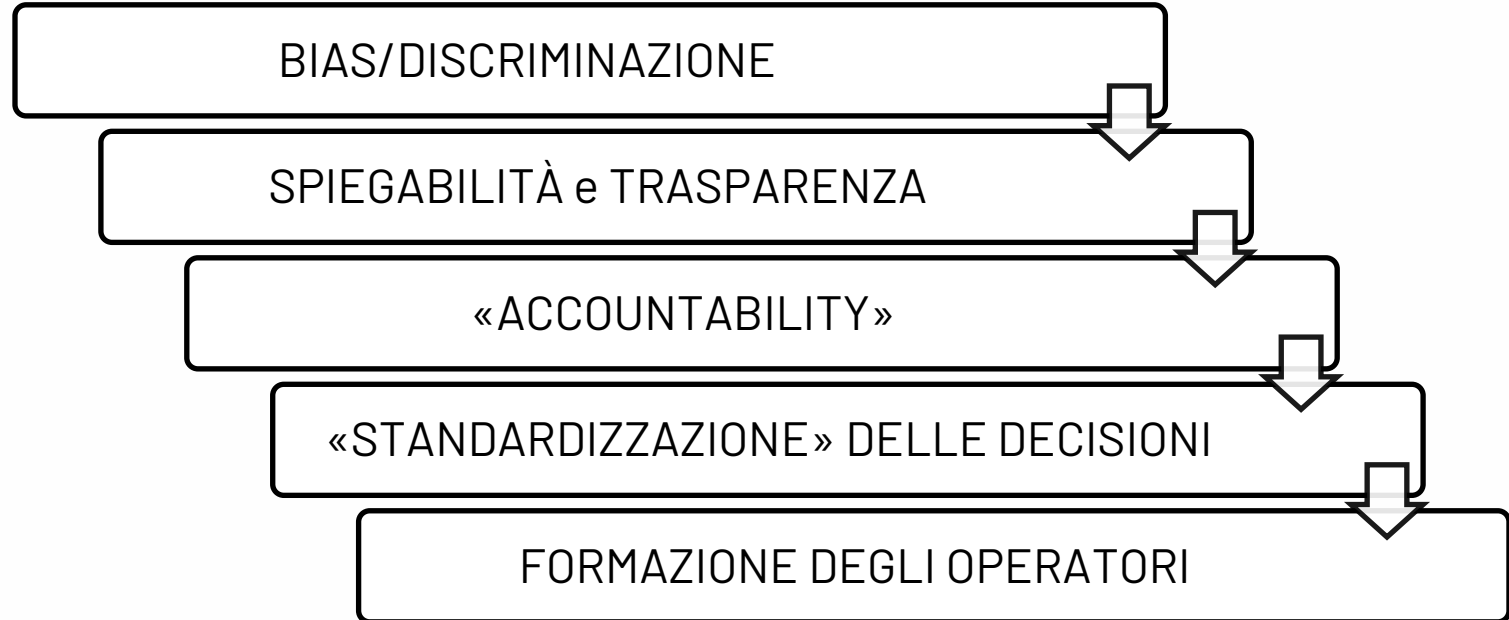 BIAS/DISCRIMINAZIONE
SPIEGABILITÀ e TRASPARENZA
«ACCOUNTABILITY»
«STANDARDIZZAZIONE» DELLE DECISIONI
FORMAZIONE DEGLI OPERATORI